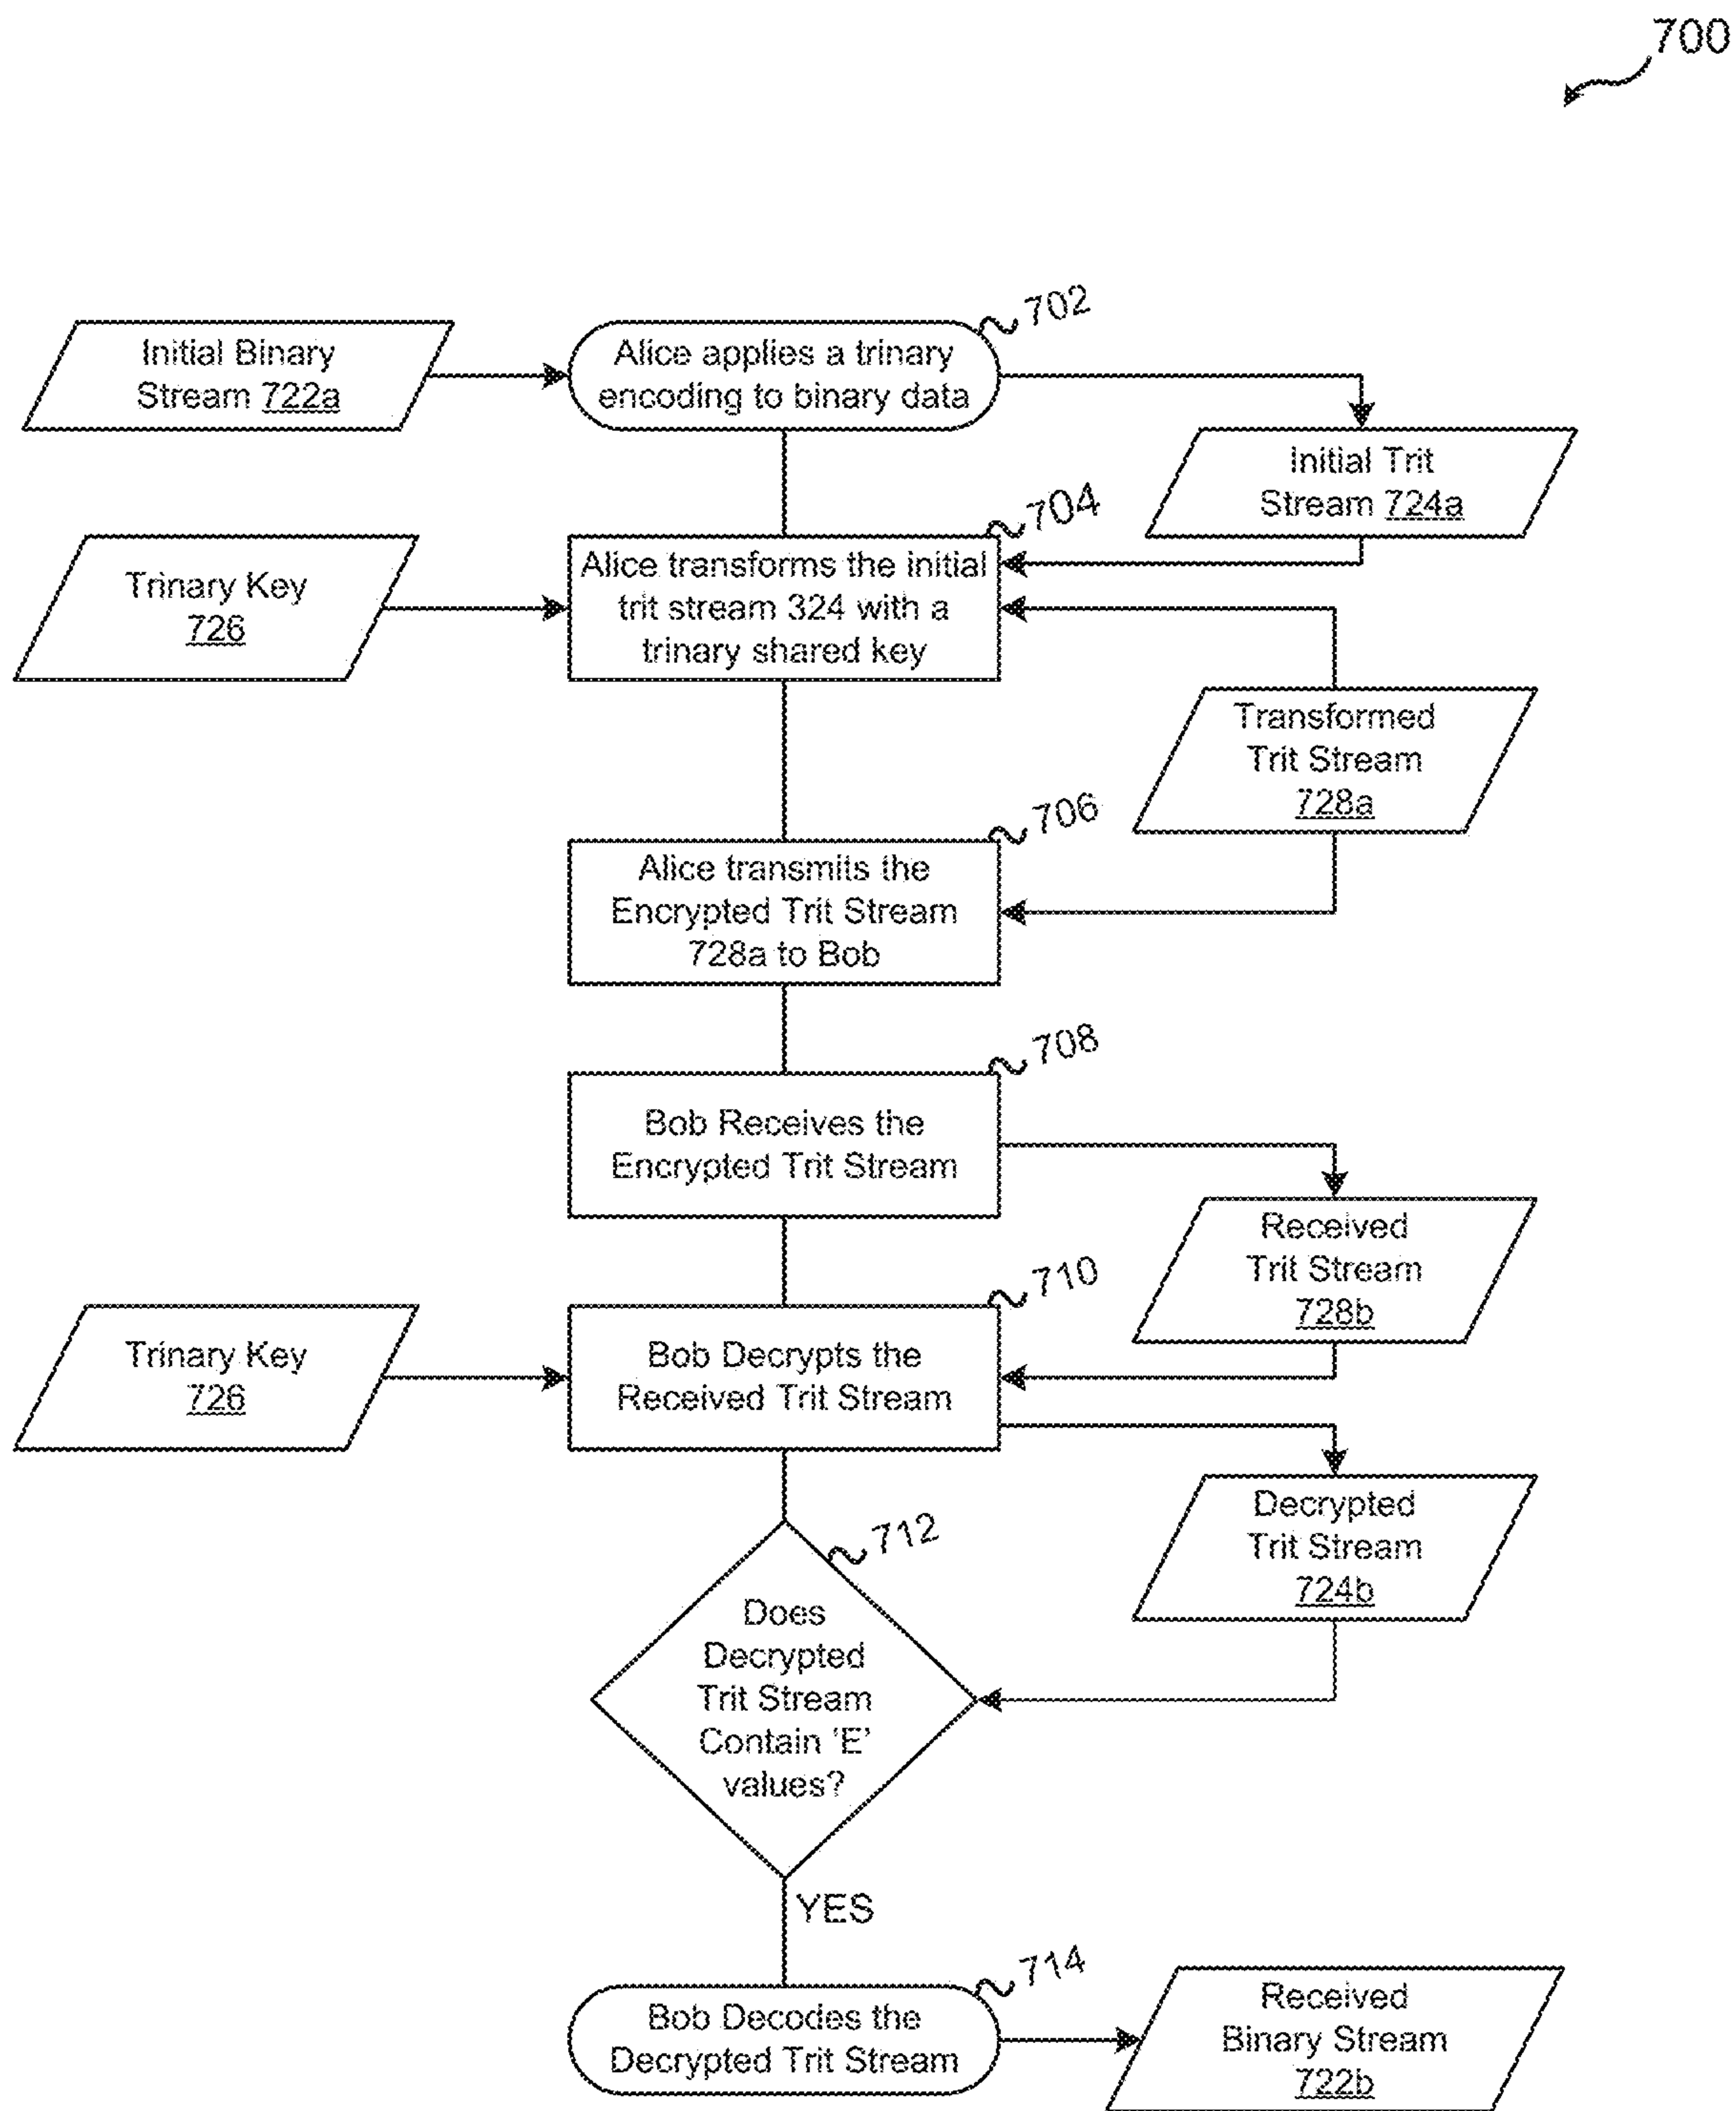 700
702
Initial Binary
Stream 722a
Alice applies a trinary
encoding to binary data
Initial Trit
Stream 724a
704
Trinary Key
726
Alice transforms the initial
trit stream 324 with a
trinary shared key
Transformed
Trit Stream
728a
706
Alice transmits the
Encrypted Trit Stream
728a to Bob
708
Bob Receives the
Encrypted Trit Stream
Received
Trit Stream
728b
710
Trinary Key
726
Bob Decrypts the
Received Trit Stream
Decrypted
Trit Stream
724b
712
Does
Decrypted
Trit Stream
Contain 'E'
values?
YES
714
Bob Decodes the
Decrypted Trit Stream
Received
Binary Stream
722b